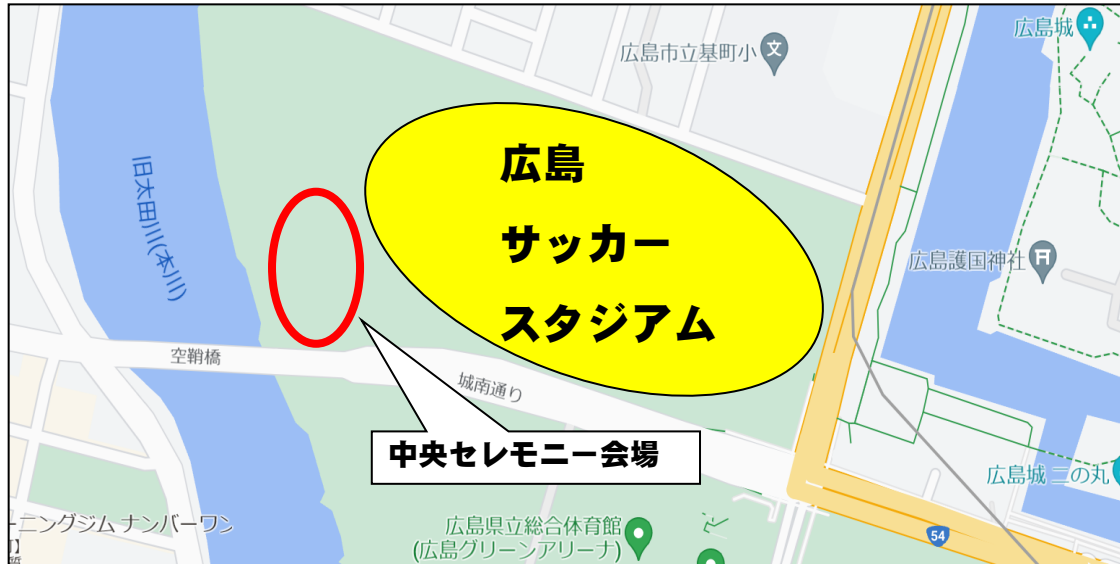 広島城
広島市立基町小
文
広島
サッカー
スタジアム
旧太田川(本川)
広島護国神社
空鞘橋
城南通り
中央セレモニー会場
広島城 二の丸
ーニングジム ナンバーワン
広島県立総合体育館
(広島グリーンアリーナ)
54